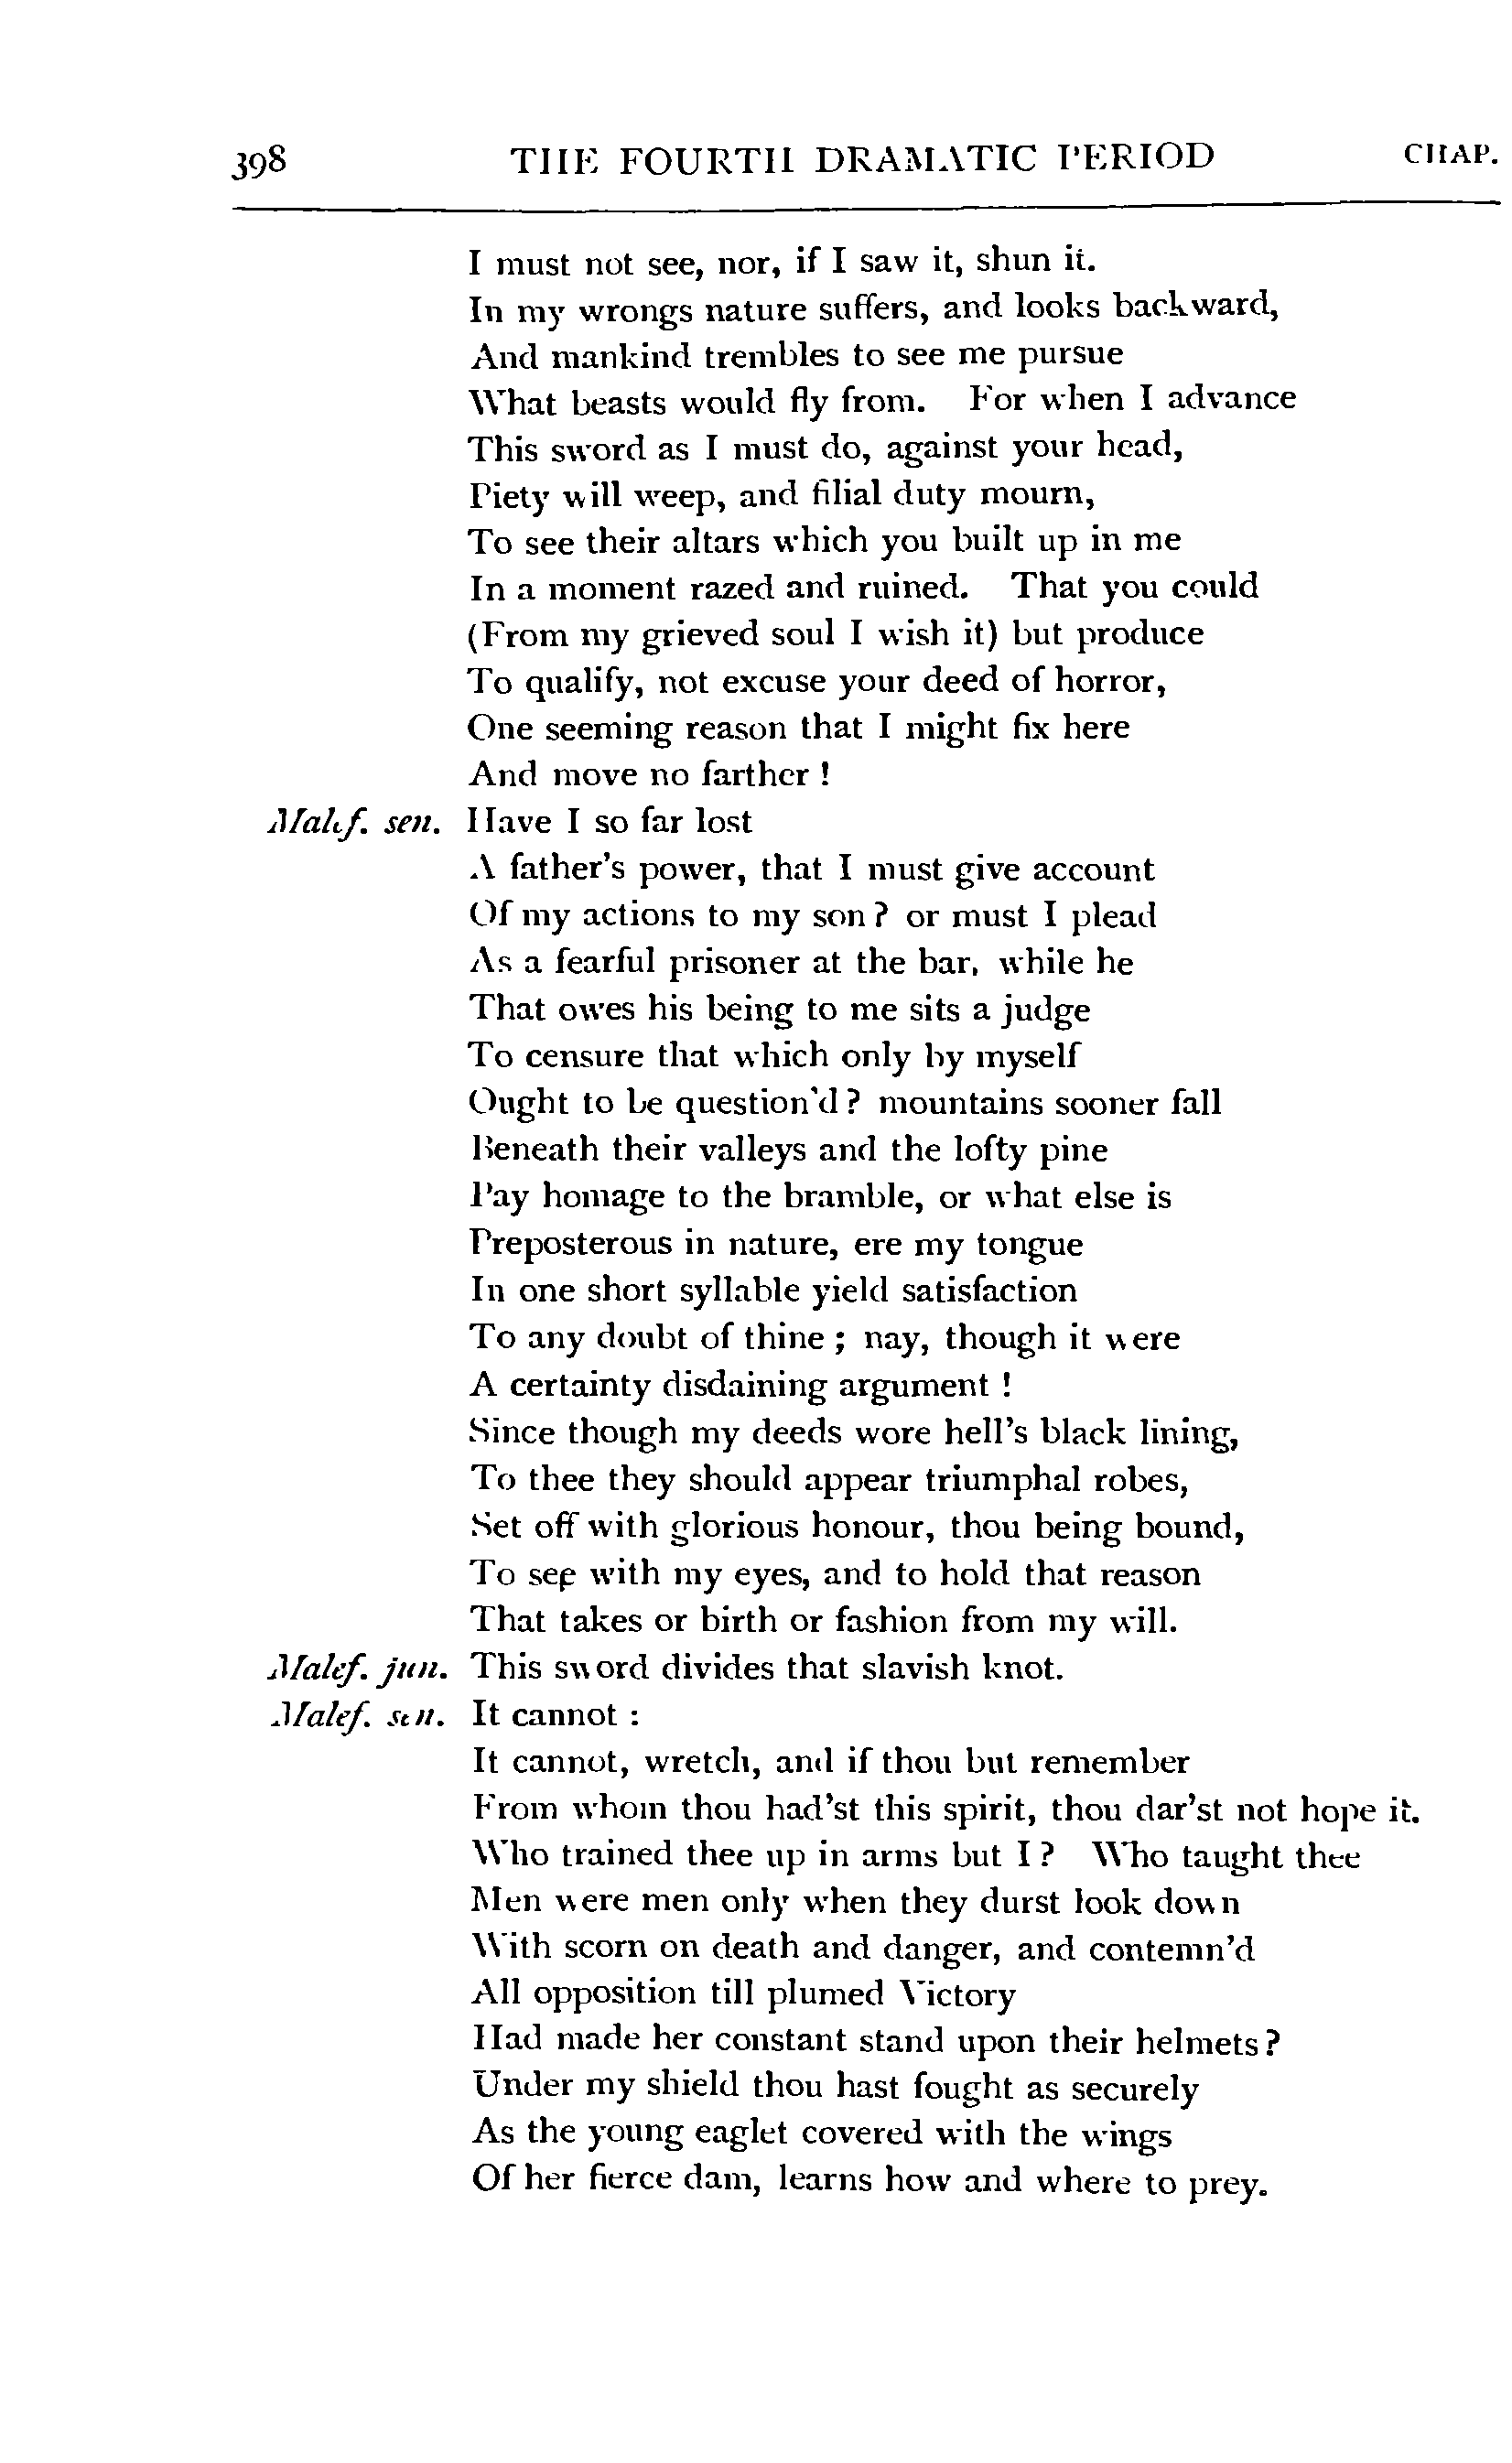 398 THE FOURTH DRAMATIC PERIOD CHAP.
I must not see, nor, if I saw it, shun it.
In my wrongs nature suffers, and looks backward,
And mankind trembles to see me pursue
What beasts would fly from. For when I advance
This sword as I must do, against your head,
Piety will weep, and filial duty mourn,
To see their altars which you built up in me
In a moment razed and ruined. That you could
(From my grieved soul I wish it) but produce
To qualify, not excuse your deed of horror,
One seeming reason that I might fix here
And move no farther !
Malef. sen. Have I so far lost
A father's power, that I must give account
Of my actions to my son ? or must I plead
As a fearful prisoner at the bar, while he
That owes his being to me sits a judge
To censure that which only by myself
Ought to be question'd ? mountains sooner fall
Beneath their valleys and the lofty pine
Pay homage to the bramble, or what else is
Preposterous in nature, ere my tongue
In one short syllable yield satisfaction
To any doubt of thine ; nay, though it were
A certainty disdaining argument !
Since though my deeds wore hell's black lining,
To thee they should appear triumphal robes,
Set off with glorious honour, thou being bound,
To see with my eyes, and to hold that reason
That takes or birth or fashion from my will.
Malef. jun. This sword divides that slavish knot.
Malef. sen. It cannot :
It cannot, wretch, and if thou but remember
From whom thou had'st this spirit, thou dar'st not hope it.
Who trained thee up in arms but I ? Who taught thee
Men were men only when they durst look down
With scorn on death and danger, and contemn'd
All opposition till plumed Victory
Had made her constant stand upon their helmets ?
Under my shield thou hast fought as securely
As the young eaglet covered with the wings
Of her fierce dam, learns how and where to prey.